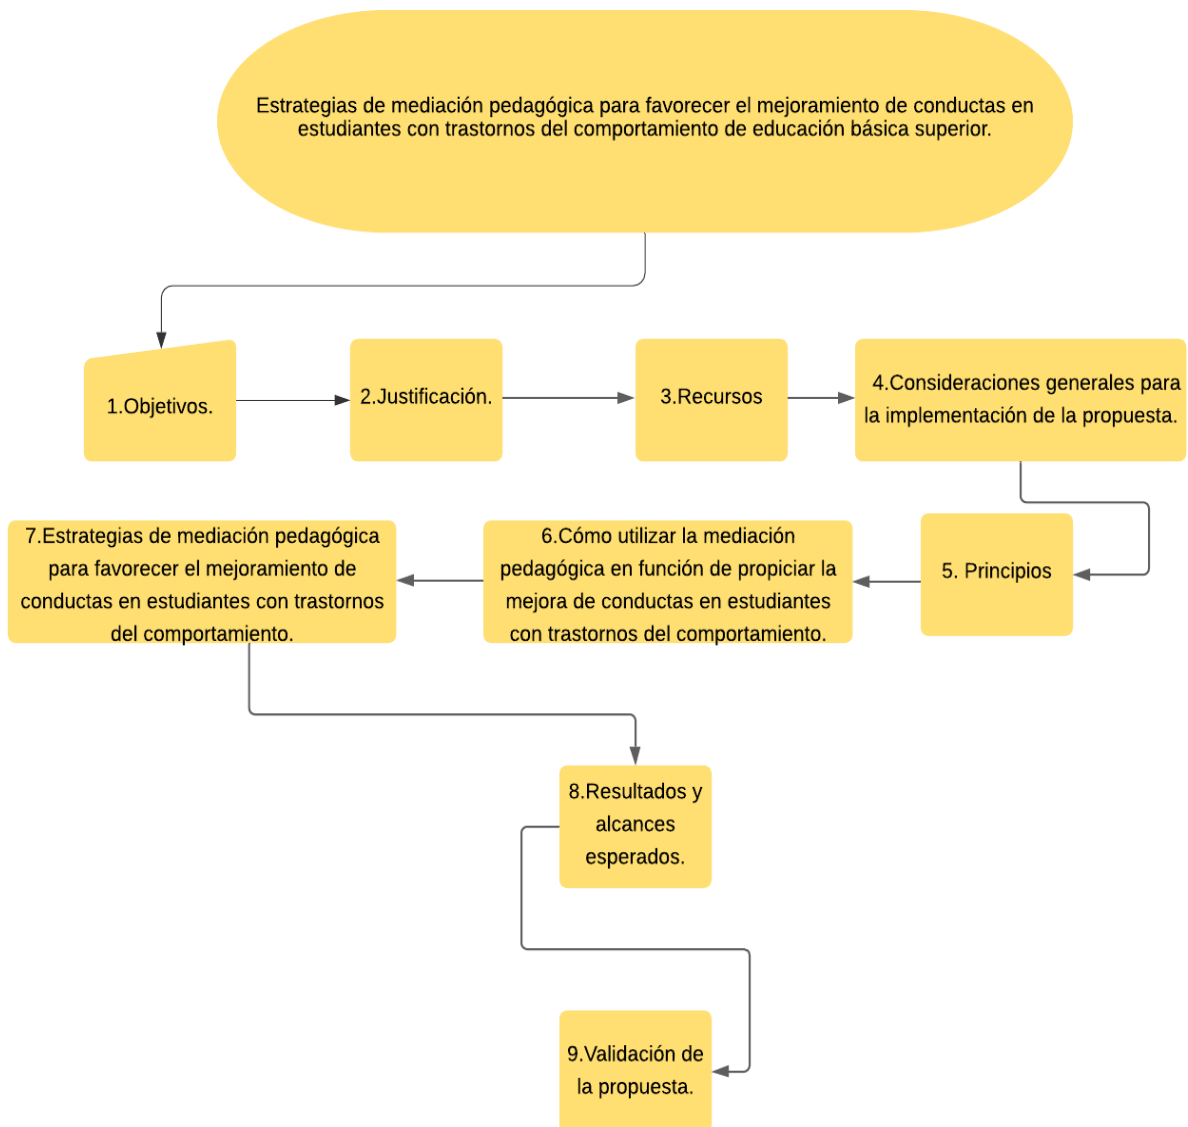 Estrategias de mediación pedagógica para favorecer el mejoramiento de conductas en
estudiantes con trastornos del comportamiento de educación básica superior.
1.Objetivos.
2.Justificación.
3.Recursos
4.Consideraciones generales para
la implementación de la propuesta.
5. Principios
6.Cómo utilizar la mediación
pedagógica en función de propiciar la
mejora de conductas en estudiantes
con trastornos del comportamiento.
7.Estrategias de mediación pedagógica
para favorecer el mejoramiento de
conductas en estudiantes con trastornos
del comportamiento.
8.Resultados y
alcances
esperados.
9.Validación de
la propuesta.